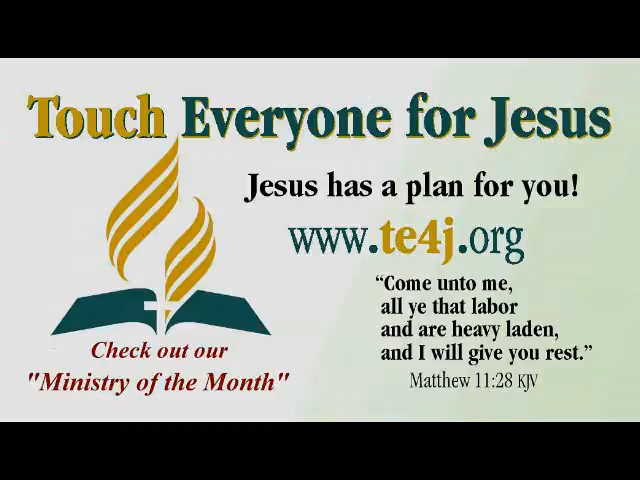 Touch Everyone for Jesus
Jesus has a plan for you!
www.te4j.org
“Come unto me,
all ye that labor
and are heavy laden,
and I will give you rest.”
Matthew 11:28 KJV
Check out our
"Ministry of the Month"